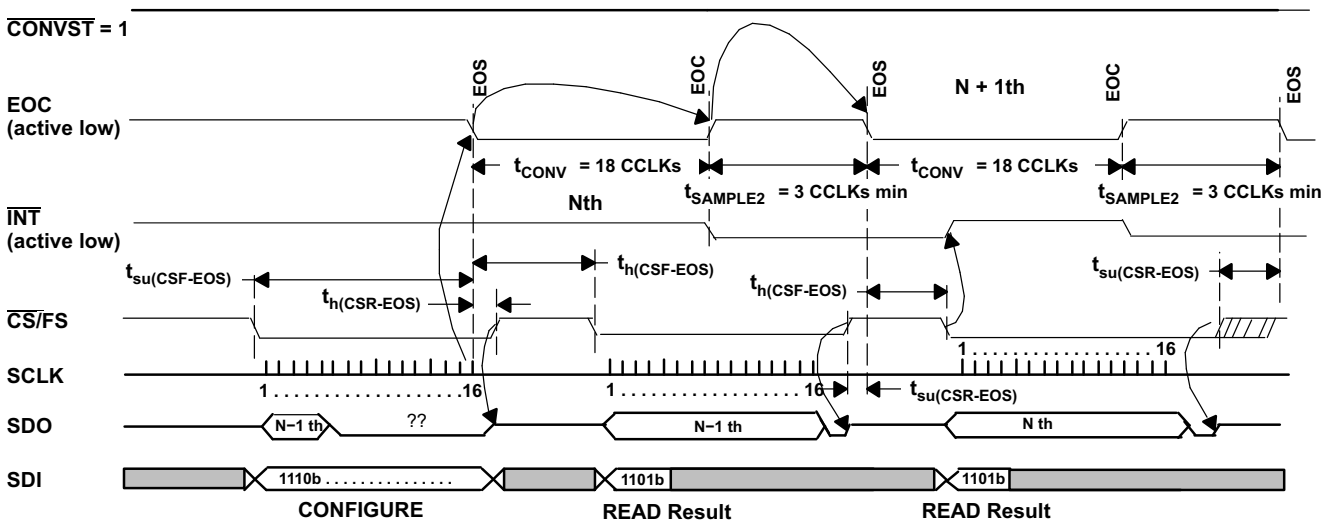 CONVST = 1
EOS
EOC
EOS
N + 1th
EOC
EOS
EOC
(active low)
tCONV = 18 CCLKs
tCONV = 18 CCLKs
tSAMPLE2 = 3 CCLKs min
tSAMPLE2 = 3 CCLKs min
Nth
INT
(active low)
tsu(CSF-EOS)
th(CSF-EOS)
tsu(CSR-EOS)
th(CSR-EOS)
th(CSF-EOS)
CS/FS
1 . . . . . . . . . . . . . . . . . . . 16
SCLK
1 . . . . . . . . . . . . . . . . . . . 16
1 . . . . . . . . . . . . . . . . . . . 16
tsu(CSR-EOS)
SDO
N−1 th
??
N−1 th
N th
SDI
1110b . . . . . . . . . . . . . . .
1101b
1101b
CONFIGURE
READ Result
READ Result